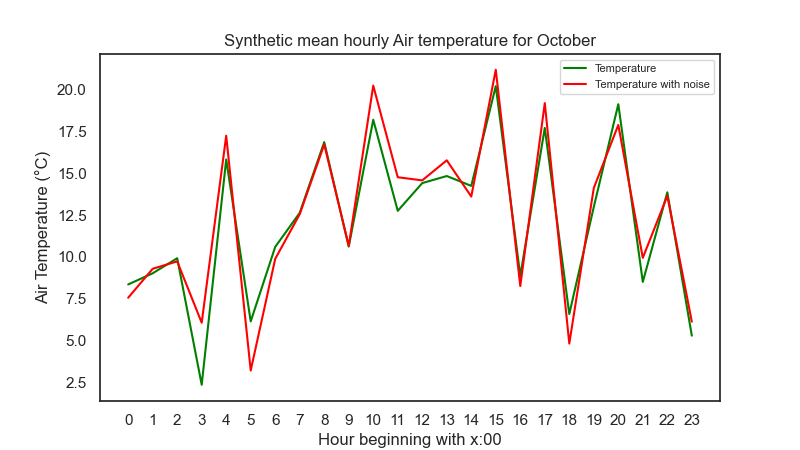 Synthetic mean hourly Air temperature for October
Temperature
Temperature with noise
20.0
17.5
15.0
12.5
10.0
7.5
5.0
2.5
Air Temperature (°C)
0 1 2 3 4 5 6 7 8 9 10 11 12 13 14 15 16 17 18 19 20 21 22 23
Hour beginning with x:00